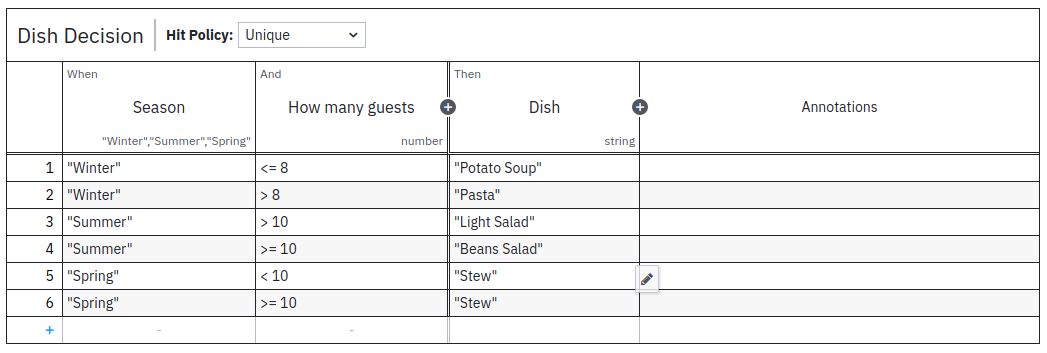 Dish Decision Hit Policy: Unique
When And Then
Season How many guests + Dish + Annotations
"Winter","Summer","Spring" number string
1 "Winter" <= 8 "Potato Soup"
2 "Winter" > 8 "Pasta"
3 "Summer" > 10 "Light Salad"
4 "Summer" >= 10 "Beans Salad"
5 "Spring" < 10 "Stew"
6 "Spring" >= 10 "Stew"
+ - -